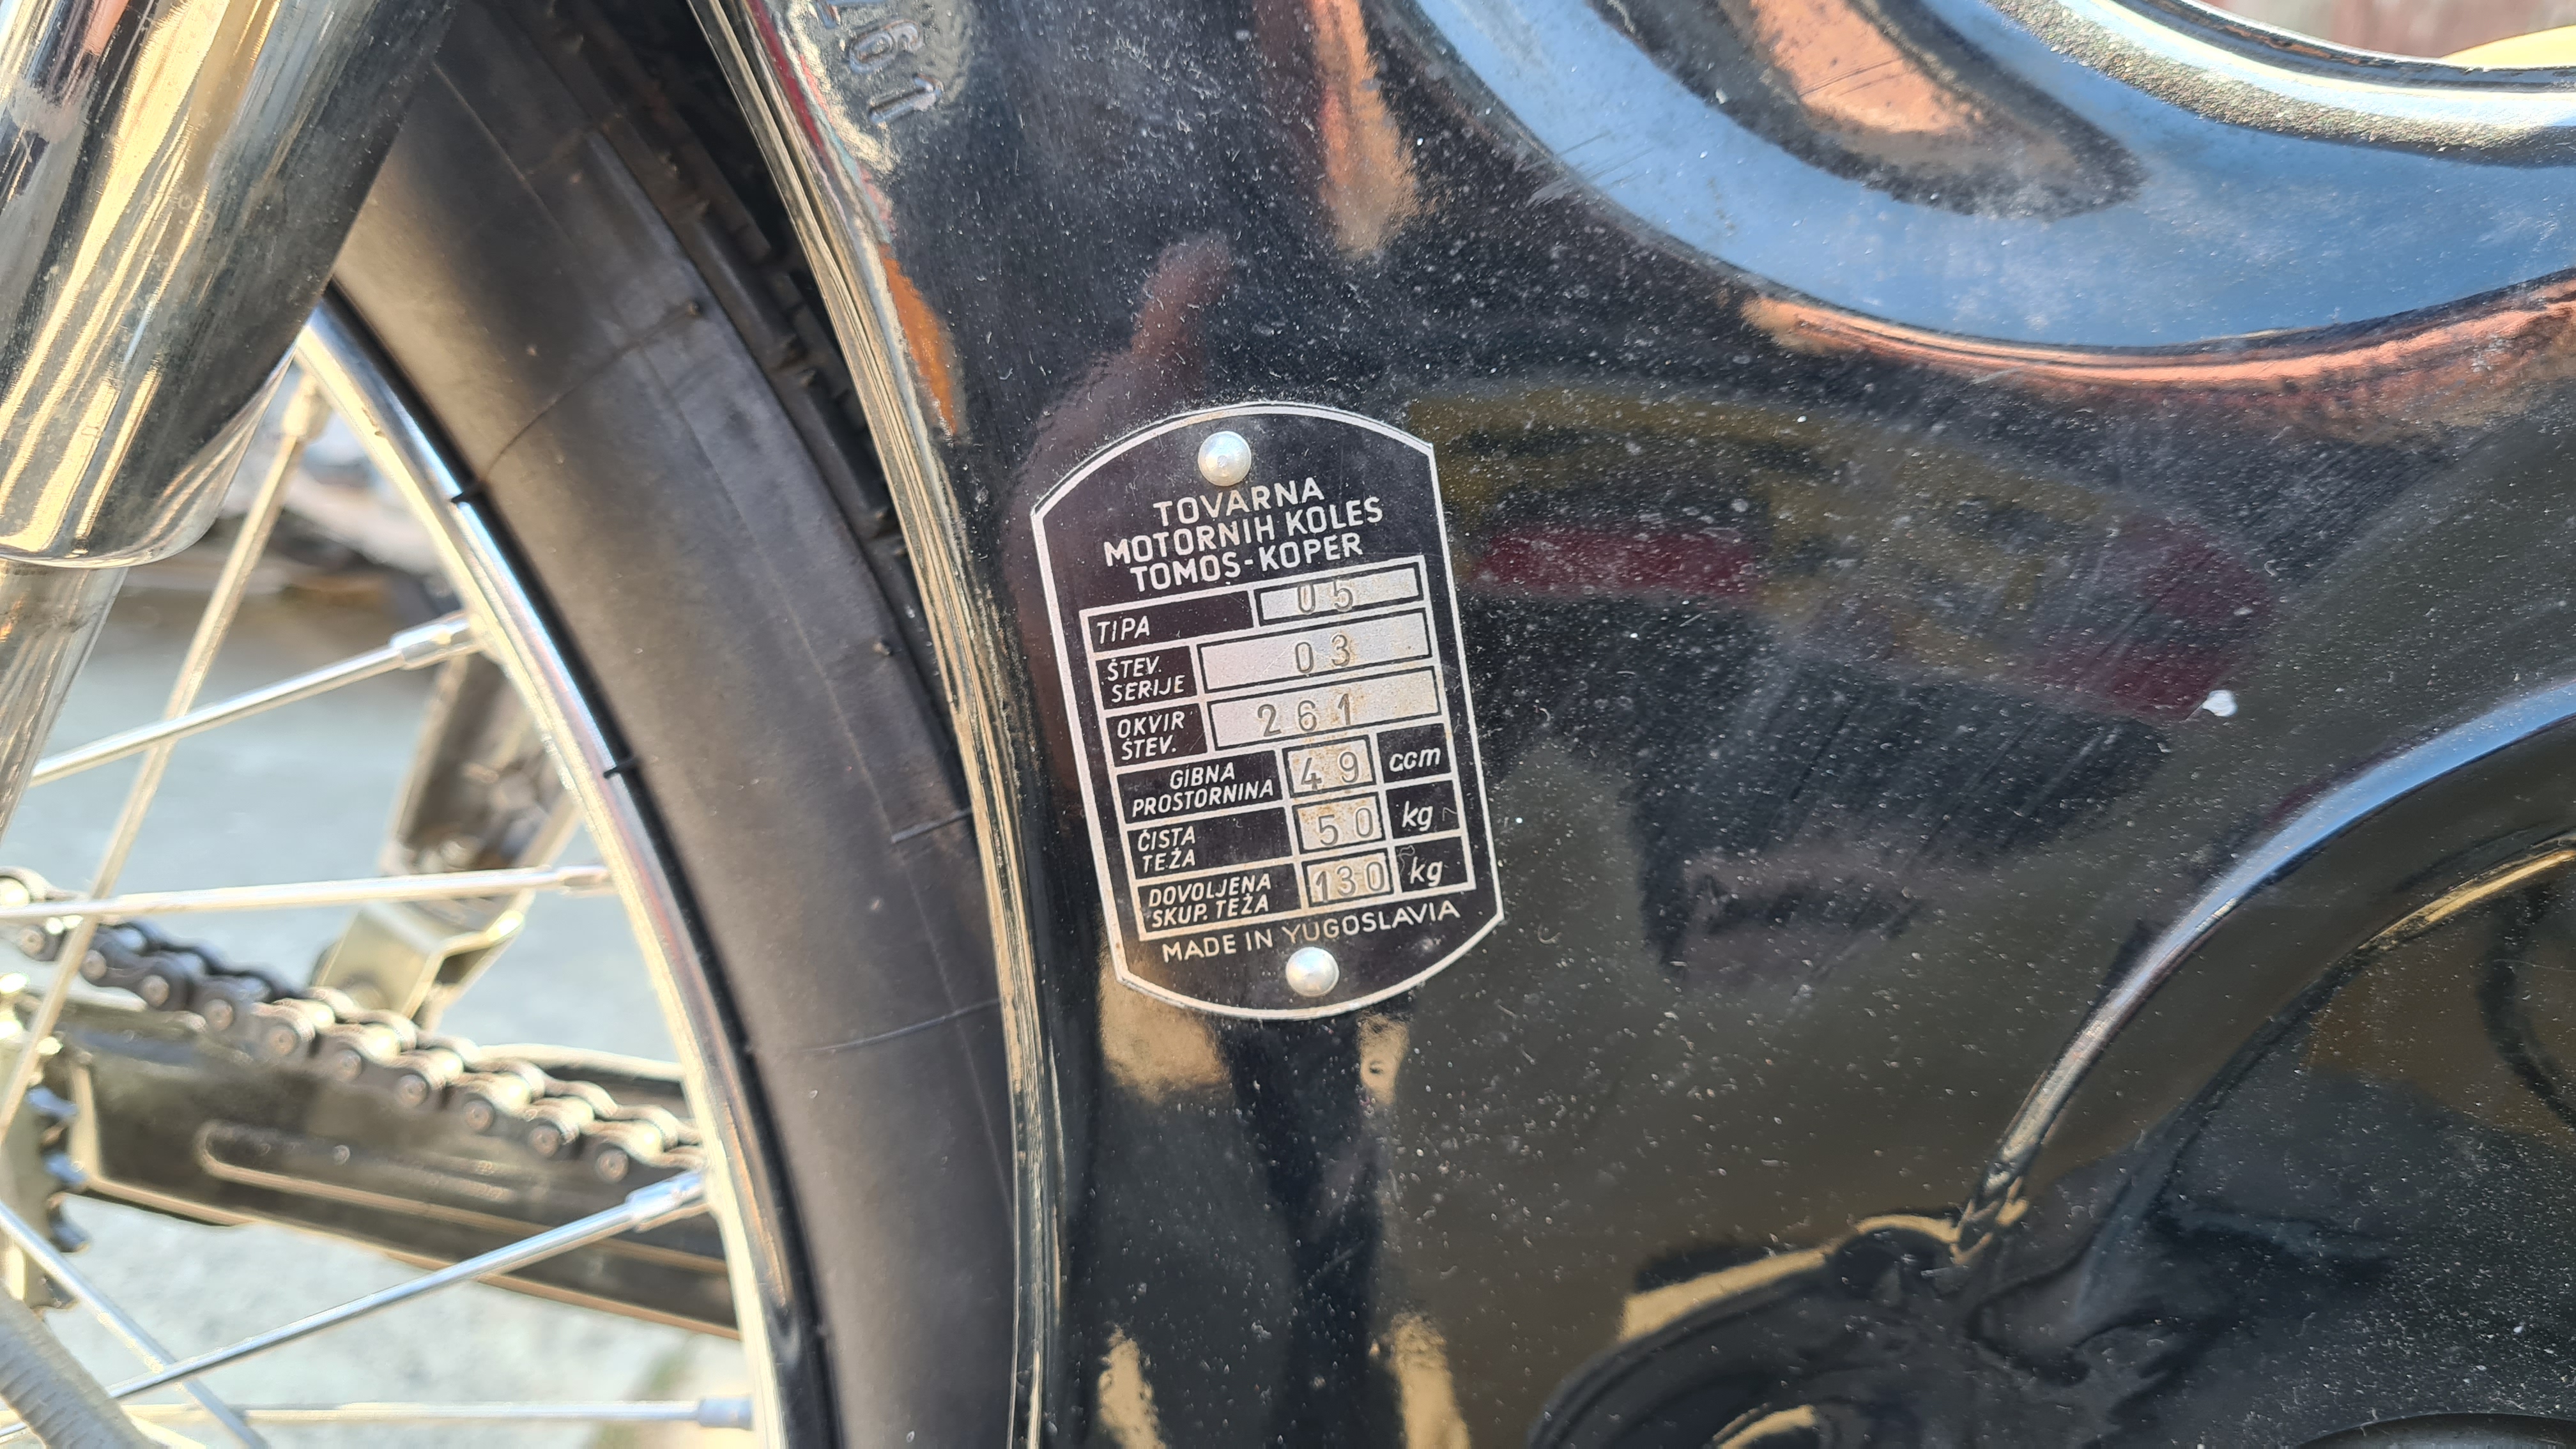 261
TOVARNA
MOTORNIH KOLES
TOMOS-KOPER
TIPA 05
ŠTEV. SERIJE 03
OKVIR ŠTEV. 261
GIBNA PROSTORNINA 49 ccm
ČISTA TEŽA 50 kg
DOVOLJENA SKUP. TEŽA 130 kg
MADE IN YUGOSLAVIA